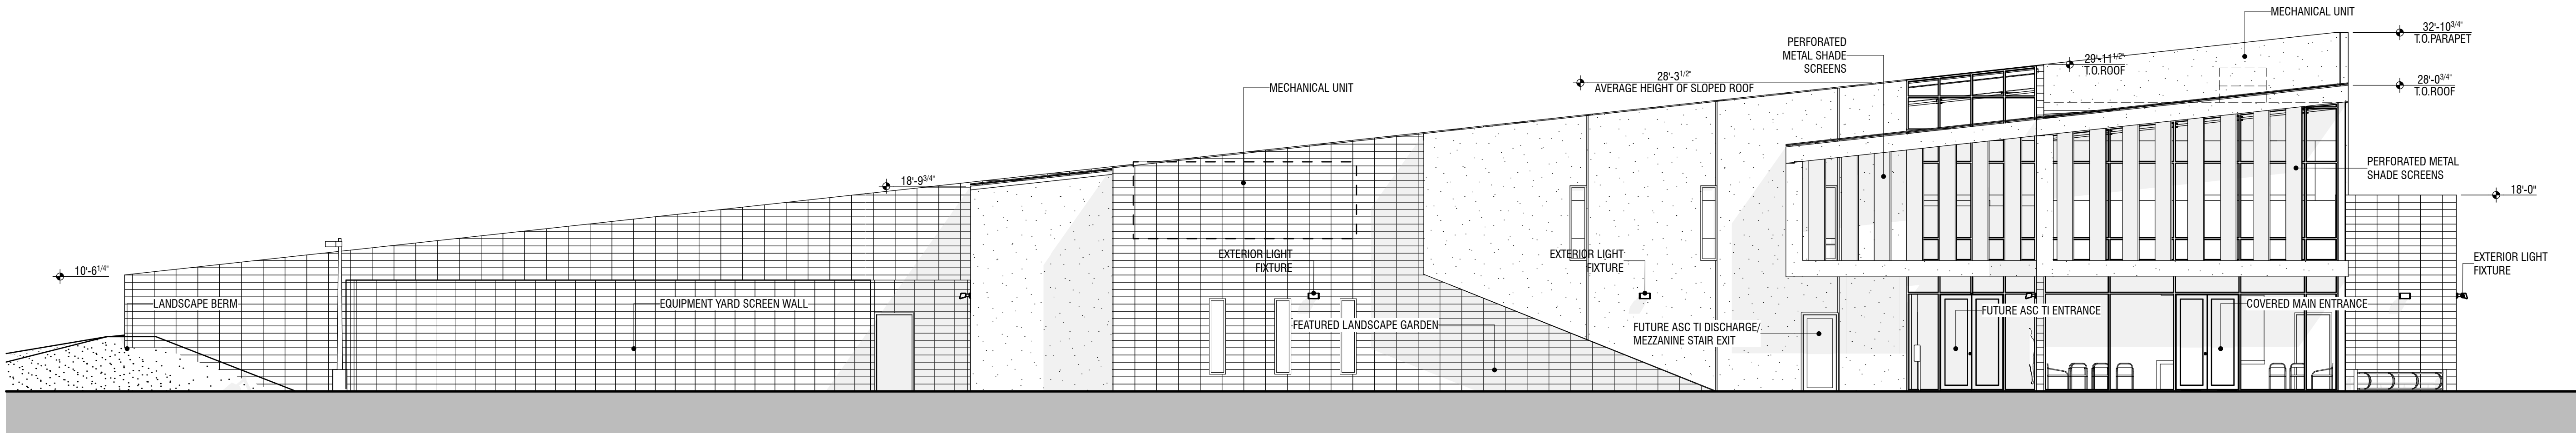 MECHANICAL UNIT
32'-10 3/4"
T.O.PARAPET
PERFORATED
METAL SHADE
SCREENS
29'-11 1/2"
T.O.ROOF
28'-3 1/2"
AVERAGE HEIGHT OF SLOPED ROOF
28'-0 3/4"
T.O.ROOF
MECHANICAL UNIT
PERFORATED METAL
SHADE SCREENS
18'-9 3/4"
18'-0"
EXTERIOR LIGHT
FIXTURE
EXTERIOR LIGHT
FIXTURE
EXTERIOR LIGHT
FIXTURE
10'-6 1/4"
LANDSCAPE BERM
EQUIPMENT YARD SCREEN WALL
COVERED MAIN ENTRANCE
FUTURE ASC TI ENTRANCE
FEATURED LANDSCAPE GARDEN
FUTURE ASC TI DISCHARGE/
MEZZANINE STAIR EXIT